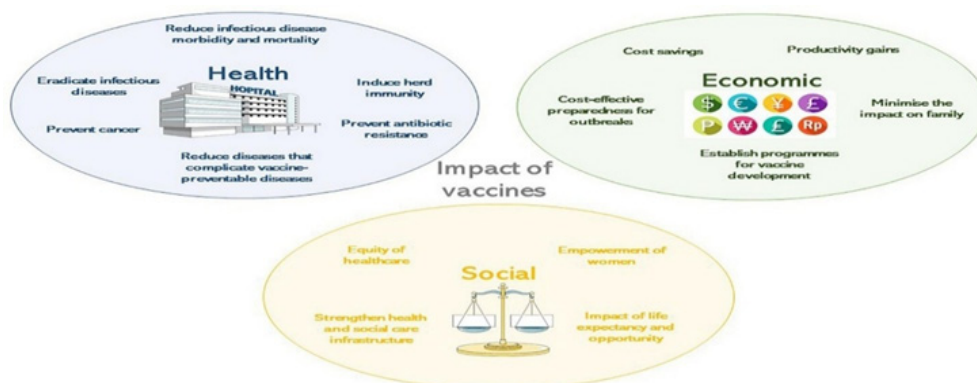 Reduce infectious disease
morbidity and mortality
Health
HOPITAL
Eradicate infectious
diseases
Induce herd
immunity
Prevent cancer
Prevent antibiotic
resistance
Reduce diseases that
complicate vaccine-
preventable diseases
Cost savings
Productivity gains
Economic
$ € ¥ £
P ₩ £ Rp
Cost-effective
preparedness for
outbreaks
Minimise the
impact on family
Establish programmes
for vaccine
development
Impact of
vaccines
Equity of
healthcare
Empowerment of
women
Social
Strengthen health
and social care
infrastructure
Impact of life
expectancy and
opportunity